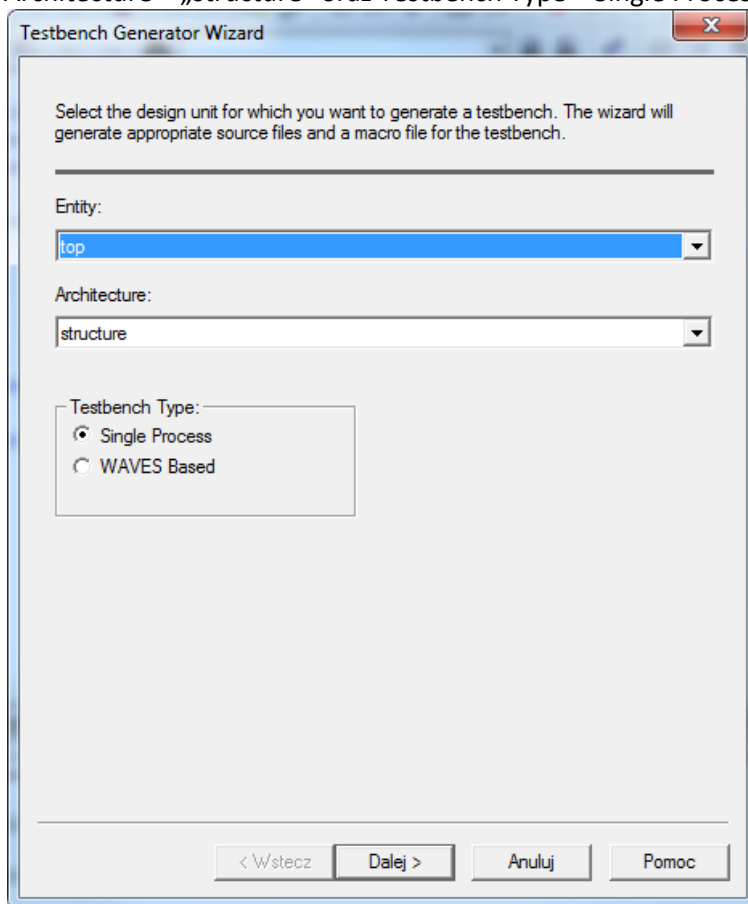 Architecture - „structure" oraz Testbench Type – Single Proces
Testbench Generator Wizard
Select the design unit for which you want to generate a testbench. The wizard will
generate appropriate source files and a macro file for the testbench.
Entity:
top
Architecture:
structure
Testbench Type:
Single Process
WAVES Based
< Wstecz
Dalej >
Anuluj
Pomoc